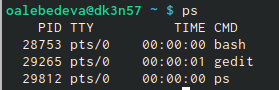 oalebedeva@dk3n57 ~ $ ps
    PID TTY          TIME CMD
  28753 pts/0    00:00:00 bash
  29265 pts/0    00:00:01 gedit
  29812 pts/0    00:00:00 ps